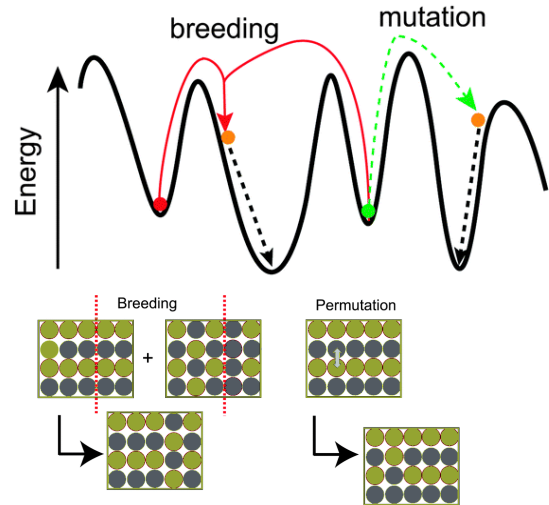 breeding
mutation
Energy
Breeding
+
Permutation